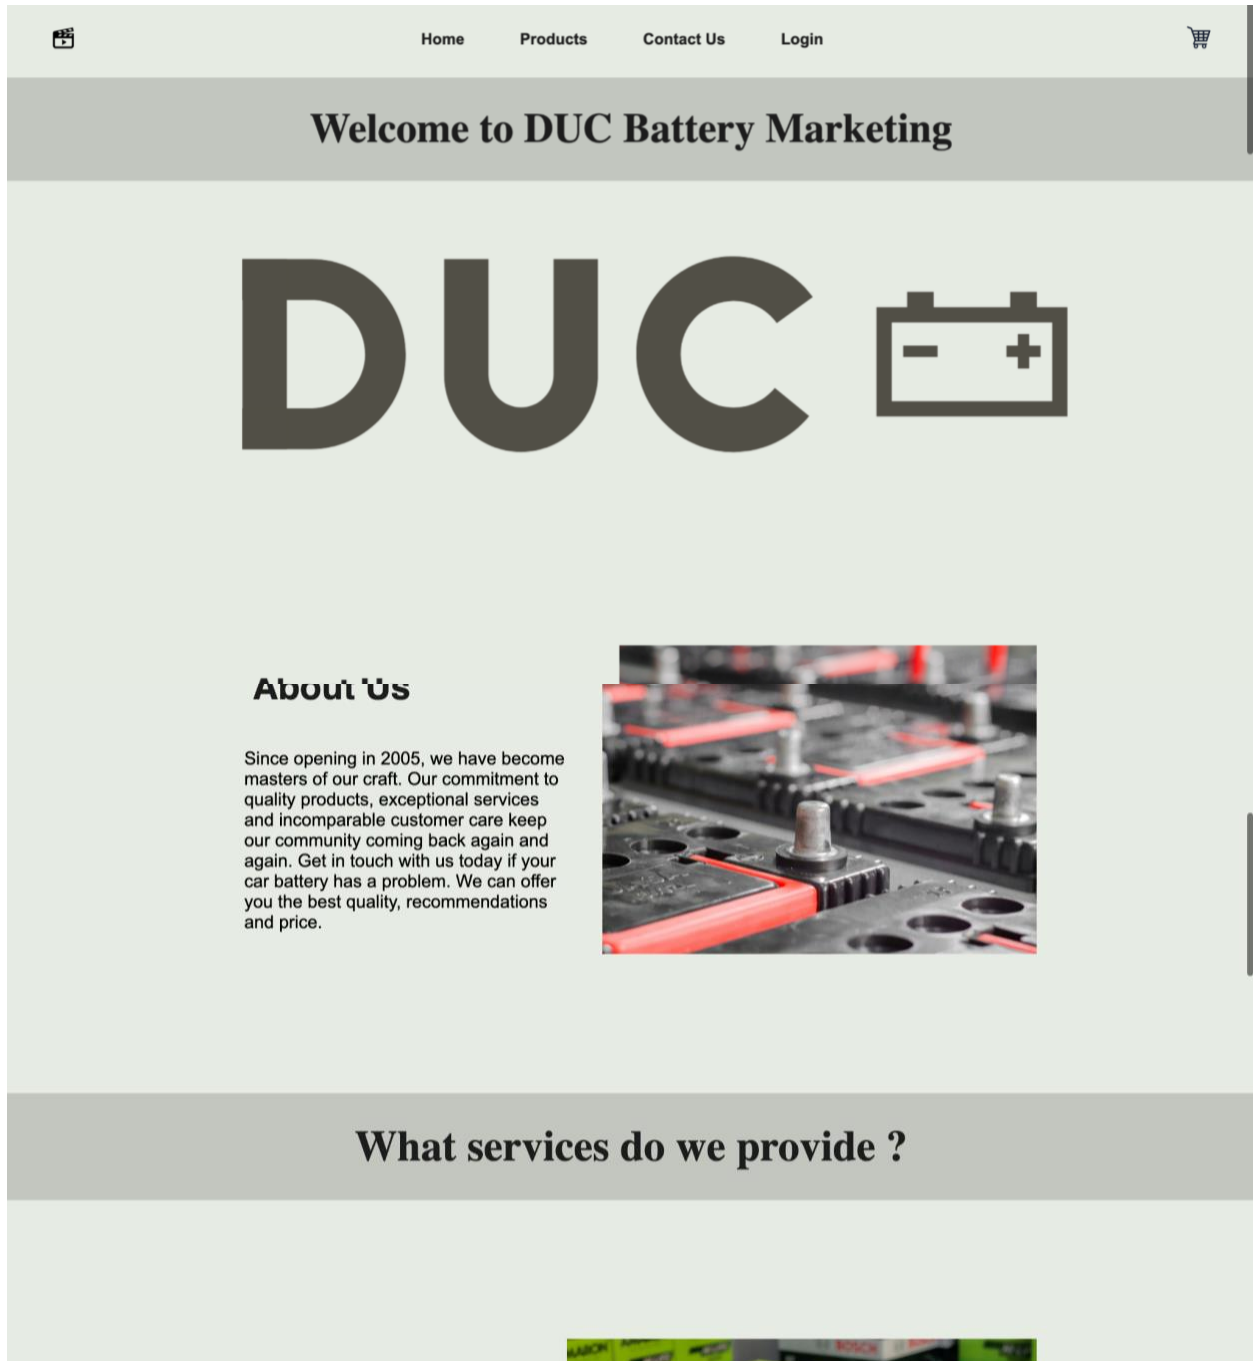 Home Products Contact Us Login
Welcome to DUC Battery Marketing
DUC
- +
About Us
Since opening in 2005, we have become
masters of our craft. Our commitment to
quality products, exceptional services
and incomparable customer care keep
our community coming back again and
again. Get in touch with us today if your
car battery has a problem. We can offer
you the best quality, recommendations
and price.
What services do we provide ?
BOSCH